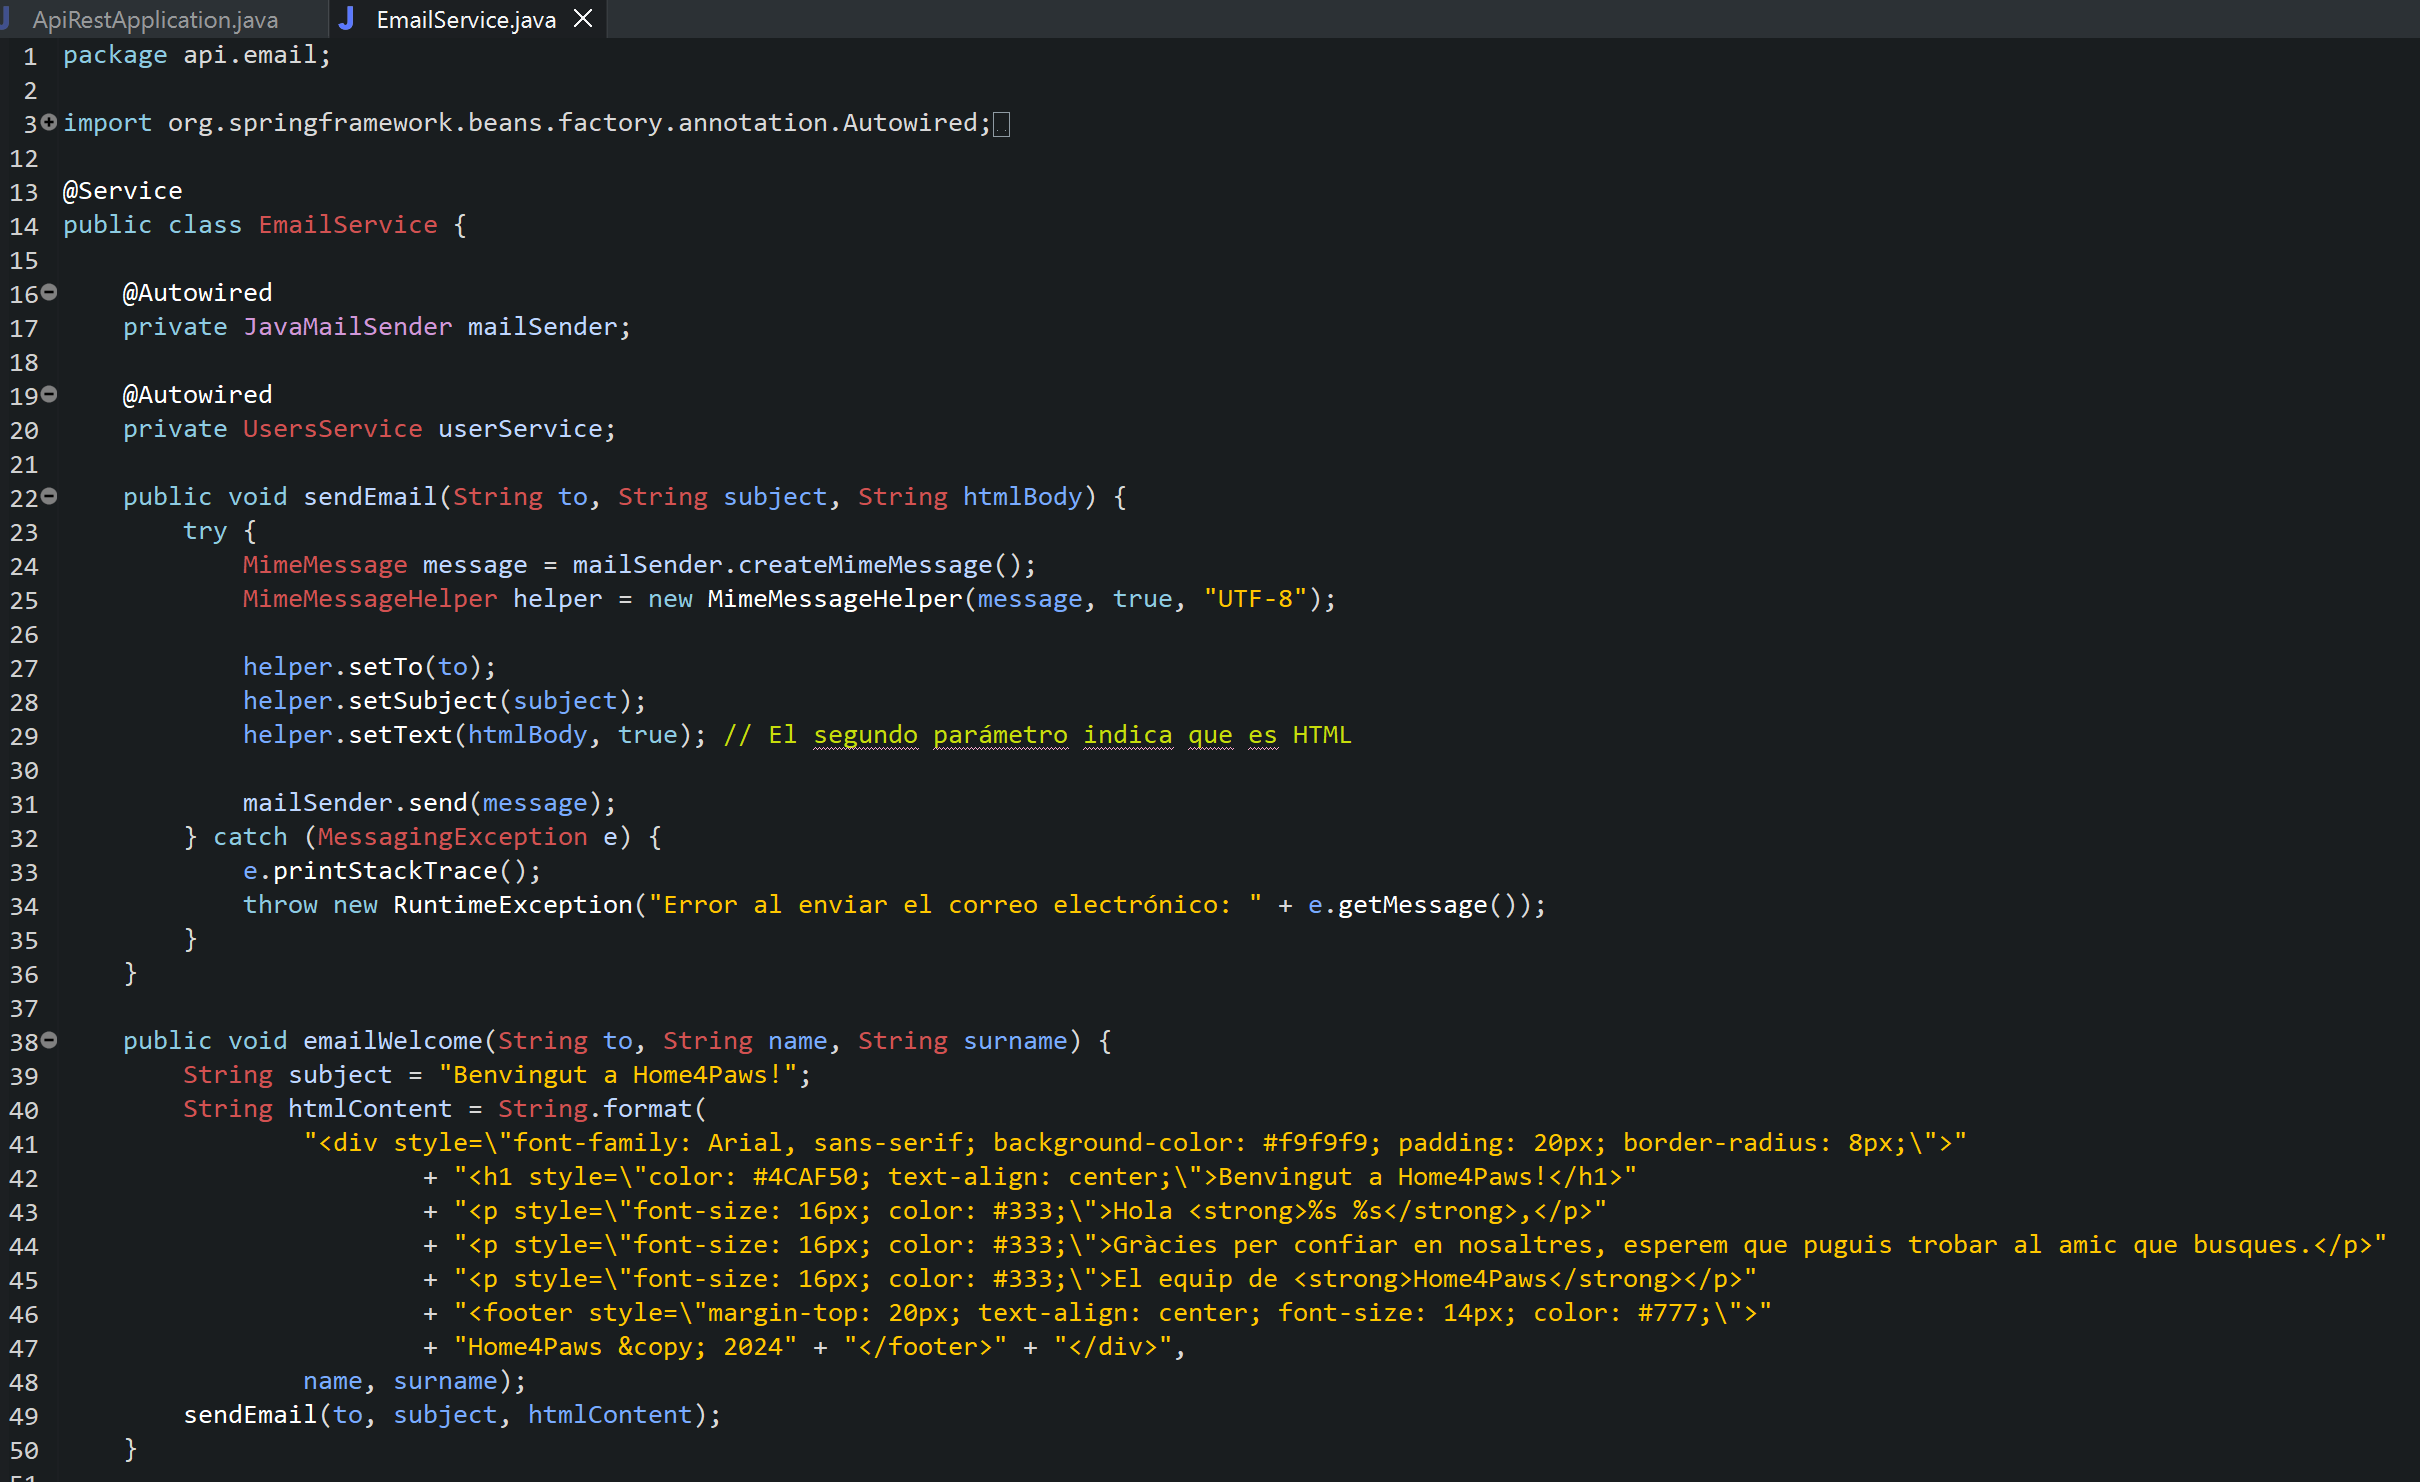 ApiRestApplication.java
EmailService.java
1 package api.email;
2
3 import org.springframework.beans.factory.annotation.Autowired;
12
13 @Service
14 public class EmailService {
15
16 @Autowired
17 private JavaMailSender mailSender;
18
19 @Autowired
20 private UsersService userService;
21
22 public void sendEmail(String to, String subject, String htmlBody) {
23 try {
24 MimeMessage message = mailSender.createMimeMessage();
25 MimeMessageHelper helper = new MimeMessageHelper(message, true, "UTF-8");
26
27 helper.setTo(to);
28 helper.setSubject(subject);
29 helper.setText(htmlBody, true); // El segundo parámetro indica que es HTML
30
31 mailSender.send(message);
32 } catch (MessagingException e) {
33 e.printStackTrace();
34 throw new RuntimeException("Error al enviar el correo electrónico: " + e.getMessage());
35 }
36 }
37
38 public void emailWelcome(String to, String name, String surname) {
39 String subject = "Benvingut a Home4Paws!";
40 String htmlContent = String.format(
41 "<div style=\"font-family: Arial, sans-serif; background-color: #f9f9f9; padding: 20px; border-radius: 8px;\">"
42 + "<h1 style=\"color: #4CAF50; text-align: center;\">Benvingut a Home4Paws!</h1>"
43 + "<p style=\"font-size: 16px; color: #333;\">Hola <strong>%s %s</strong>,</p>"
44 + "<p style=\"font-size: 16px; color: #333;\">Gràcies per confiar en nosaltres, esperem que puguis trobar al amic que busques.</p>"
45 + "<p style=\"font-size: 16px; color: #333;\">El equip de <strong>Home4Paws</strong></p>"
46 + "<footer style=\"margin-top: 20px; text-align: center; font-size: 14px; color: #777;\">"
47 + "Home4Paws &copy; 2024" + "</footer>" + "</div>",
48 name, surname);
49 sendEmail(to, subject, htmlContent);
50 }